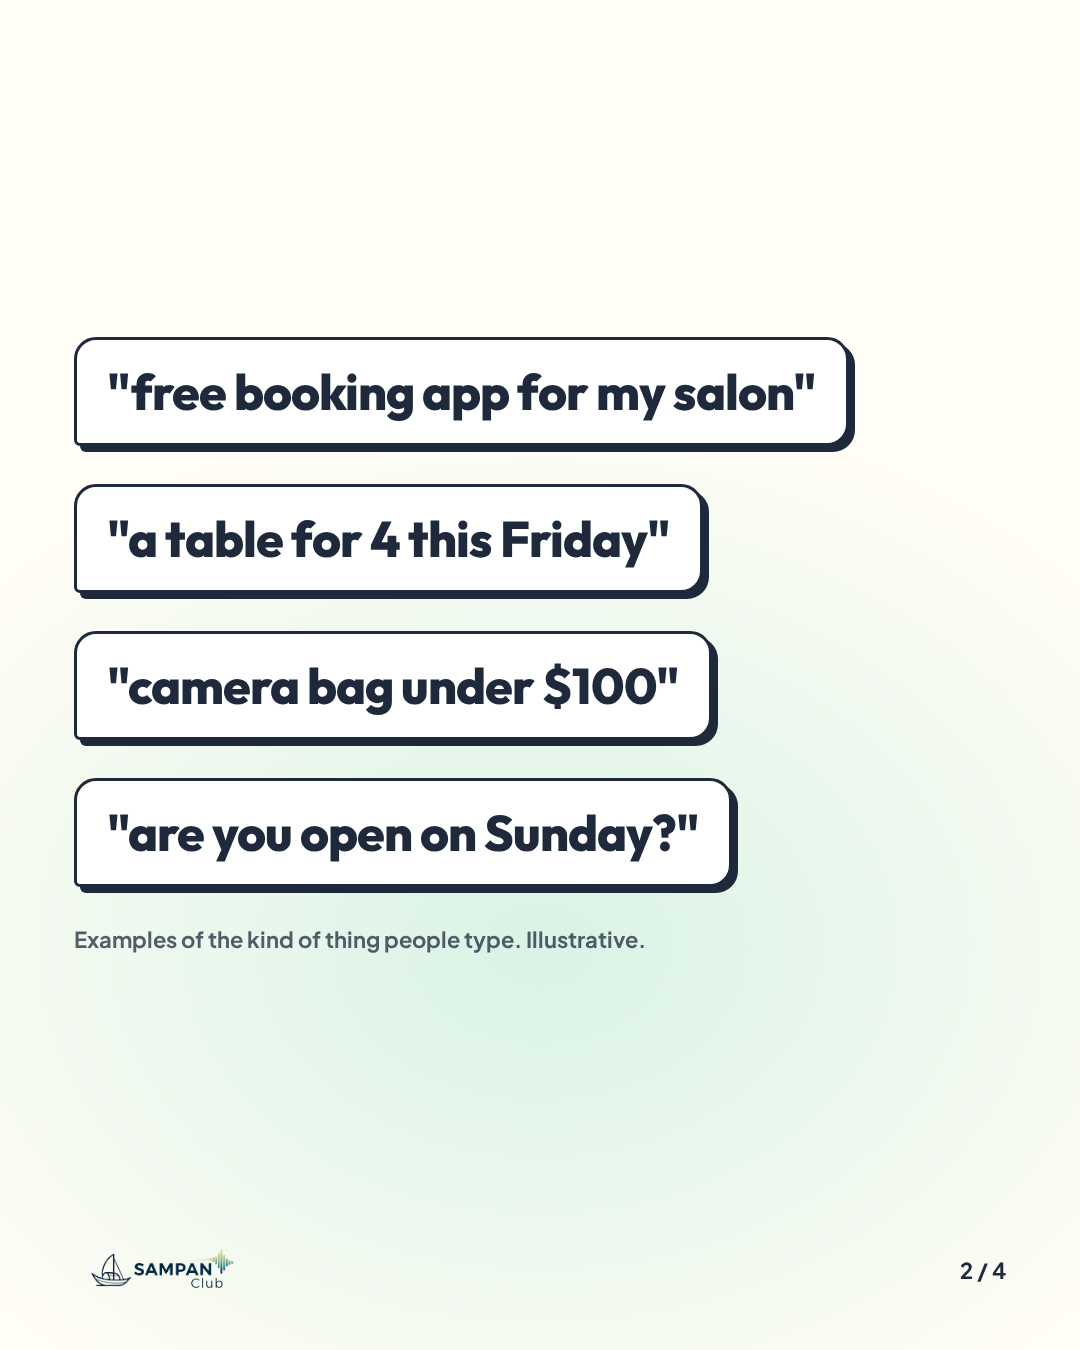 "free booking app for my salon"
"a table for 4 this Friday"
"camera bag under $100"
"are you open on Sunday?"
Examples of the kind of thing people type. Illustrative.
SAMPAN
Club
2 / 4